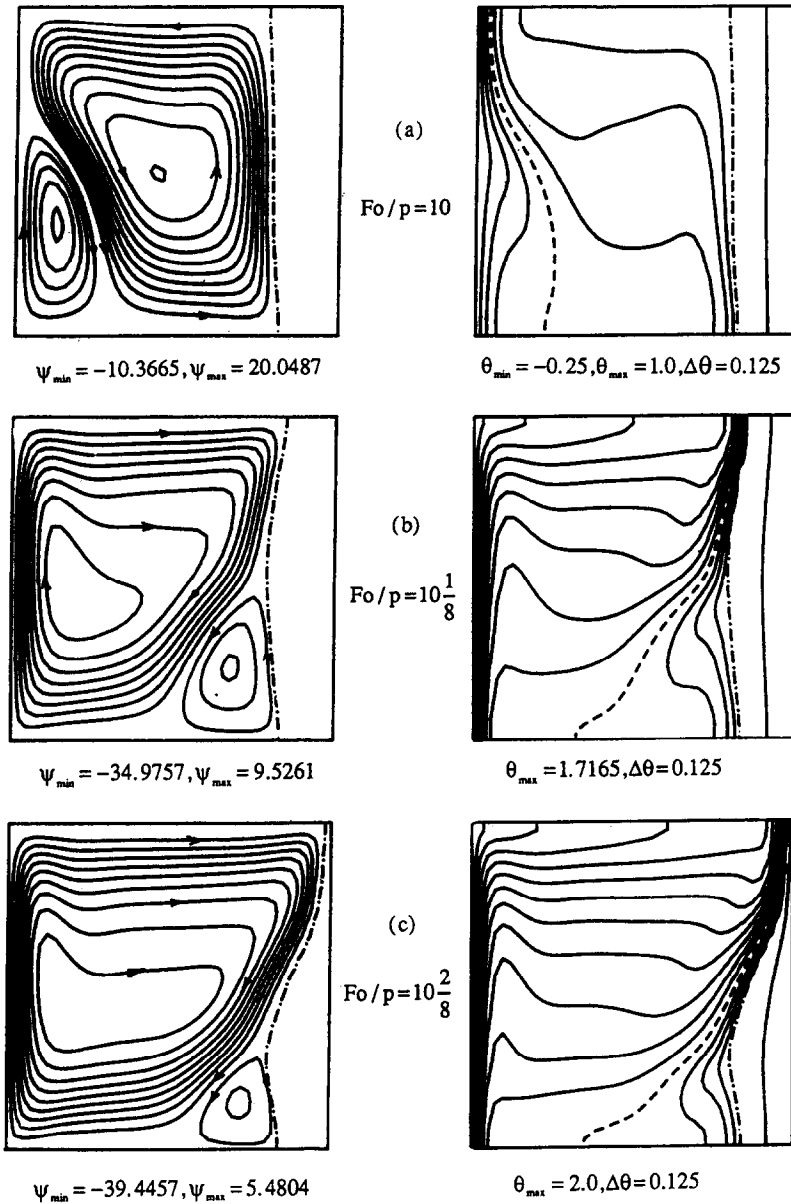 (a)
Fo/p=10
ψmin = −10.3665, ψmax = 20.0487
θmin = −0.25, θmax = 1.0, Δθ = 0.125
(b)
Fo/p=10 1/8
ψmin = −34.9757, ψmax = 9.5261
θmax = 1.7165, Δθ = 0.125
(c)
Fo/p=10 2/8
ψmin = −39.4457, ψmax = 5.4804
θmax = 2.0, Δθ = 0.125